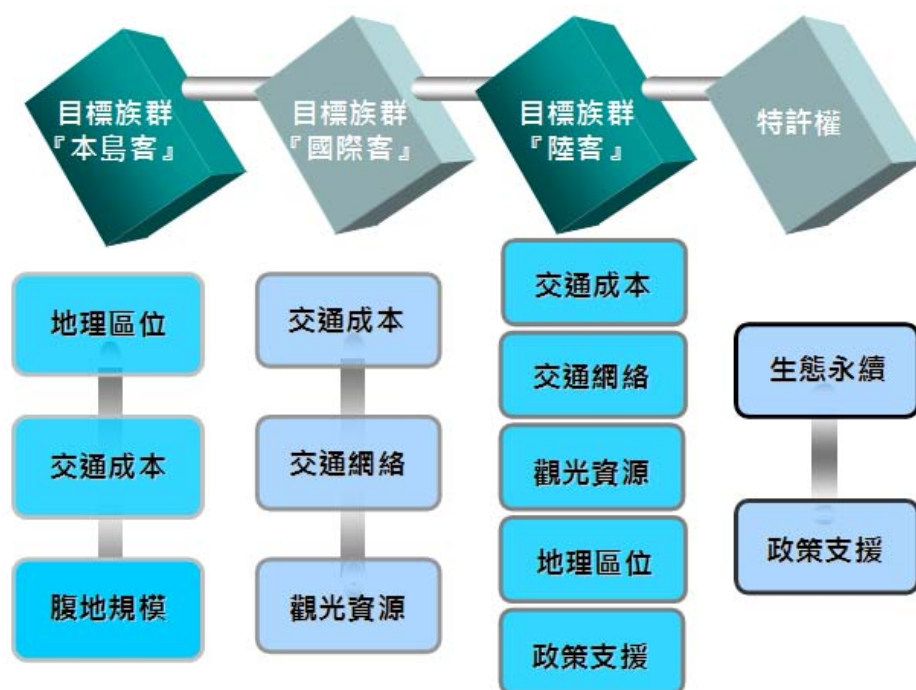 目標族群
『本島客』
目標族群
『國際客』
目標族群
『陸客』
特許權
地理區位
交通成本
腹地規模
交通成本
交通網絡
觀光資源
交通成本
交通網絡
觀光資源
地理區位
政策支援
生態永續
政策支援